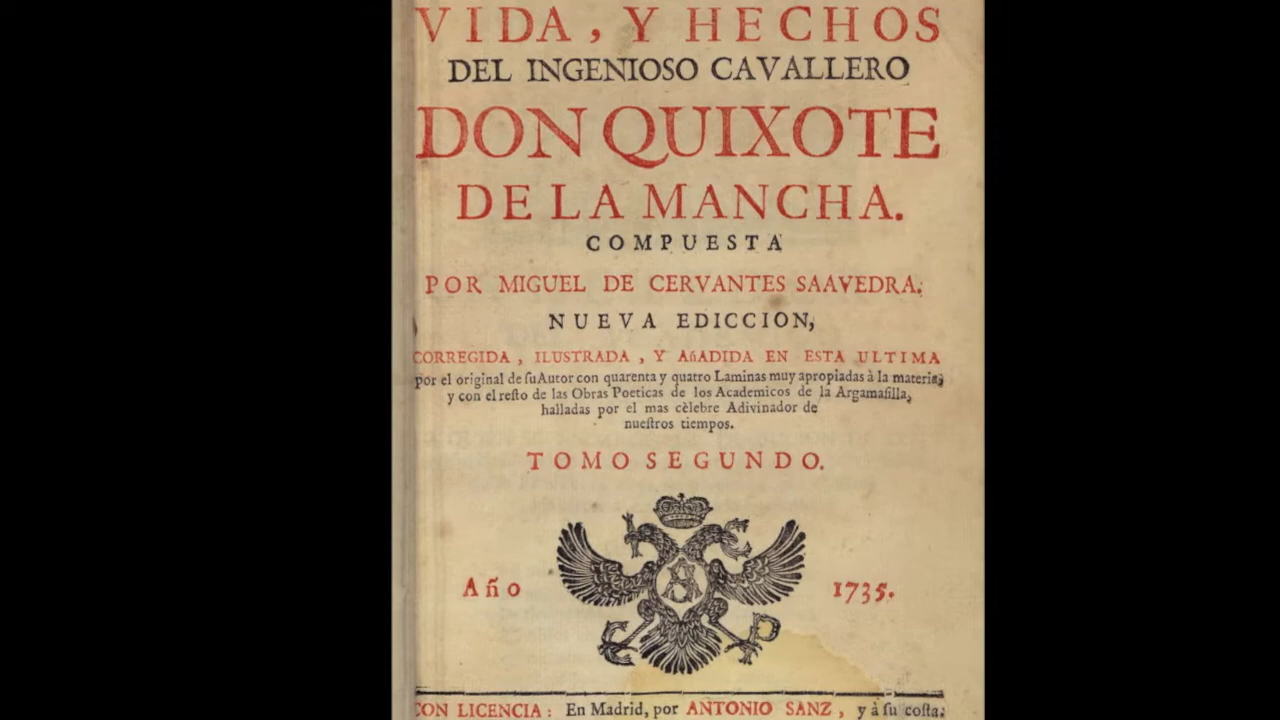 VIDA, Y HECHOS
DEL INGENIOSO CAVALLERO
DON QUIXOTE
DE LA MANCHA.
COMPUESTA
POR MIGUEL DE CERVANTES SAAVEDRA.
NUEVA EDICCION,
CORREGIDA, ILUSTRADA, Y AñADIDA EN ESTA ULTIMA
por el original de ſu Autor con quarenta y quatro Laminas muy apropiadas à la materia,
y con el reſto de las Obras Poeticas de los Academicos de la Argamaſilla,
halladas por el mas cèlebre Adivinador de
nueſtros tiempos.
TOMO SEGUNDO.
Año 1735.
CON LICENCIA: En Madrid, por ANTONIO SANZ, y à ſu coſta.